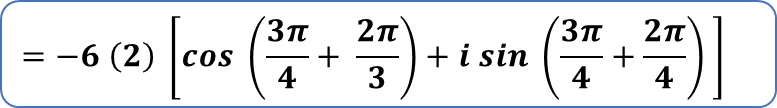 = −6 (2) [cos (3π/4 + 2π/3) + i sin (3π/4 + 2π/4)]